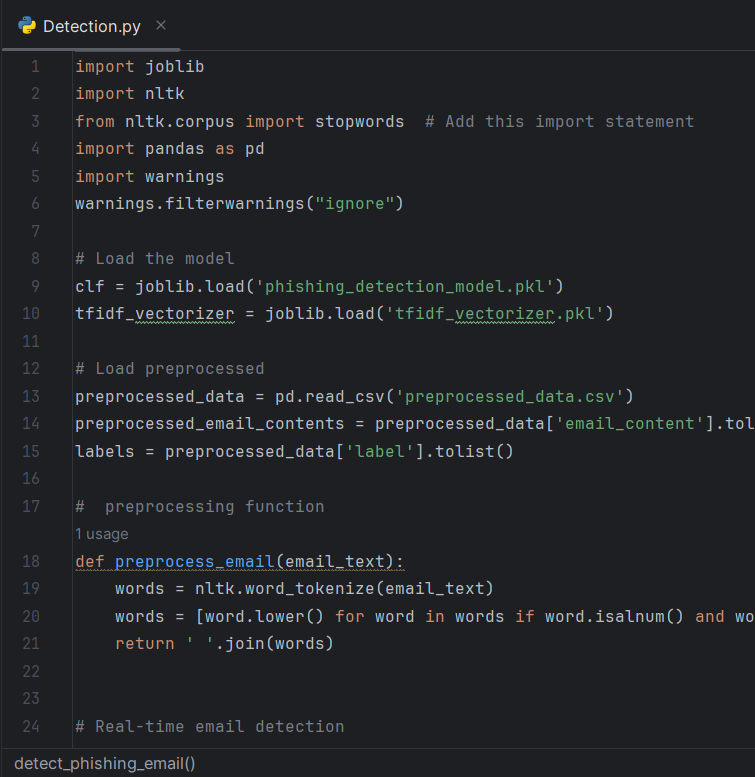 Detection.py ×
1 import joblib
2 import nltk
3 from nltk.corpus import stopwords  # Add this import statement
4 import pandas as pd
5 import warnings
6 warnings.filterwarnings("ignore")
7
8 # Load the model
9 clf = joblib.load('phishing_detection_model.pkl')
10 tfidf_vectorizer = joblib.load('tfidf_vectorizer.pkl')
11
12 # Load preprocessed
13 preprocessed_data = pd.read_csv('preprocessed_data.csv')
14 preprocessed_email_contents = preprocessed_data['email_content'].tol
15 labels = preprocessed_data['label'].tolist()
16
17 #  preprocessing function
1 usage
18 def preprocess_email(email_text):
19     words = nltk.word_tokenize(email_text)
20     words = [word.lower() for word in words if word.isalnum() and wo
21     return ' '.join(words)
22
23
24 # Real-time email detection
detect_phishing_email()